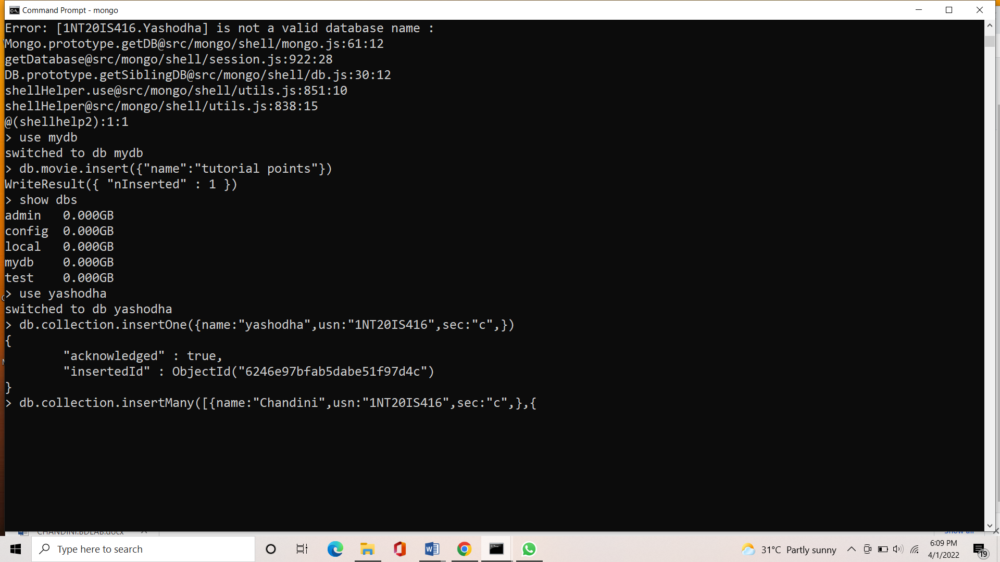 Command Prompt - mongo
Error: [1NT20IS416.Yashodha] is not a valid database name :
Mongo.prototype.getDB@src/mongo/shell/mongo.js:61:12
getDatabase@src/mongo/shell/session.js:922:28
DB.prototype.getSiblingDB@src/mongo/shell/db.js:30:12
shellHelper.use@src/mongo/shell/utils.js:851:10
shellHelper@src/mongo/shell/utils.js:838:15
@(shellhelp2):1:1
> use mydb
switched to db mydb
> db.movie.insert({"name":"tutorial points"})
WriteResult({ "nInserted" : 1 })
> show dbs
admin   0.000GB
config  0.000GB
local   0.000GB
mydb    0.000GB
test    0.000GB
> use yashodha
switched to db yashodha
> db.collection.insertOne({name:"yashodha",usn:"1NT20IS416",sec:"c",})
{
        "acknowledged" : true,
        "insertedId" : ObjectId("6246e97bfab5dabe51f97d4c")
}
> db.collection.insertMany([{name:"Chandini",usn:"1NT20IS416",sec:"c",},{
CHANDINI.BDLAB.docx
Show all
Type here to search
31°C Partly sunny
6:09 PM
4/1/2022
19